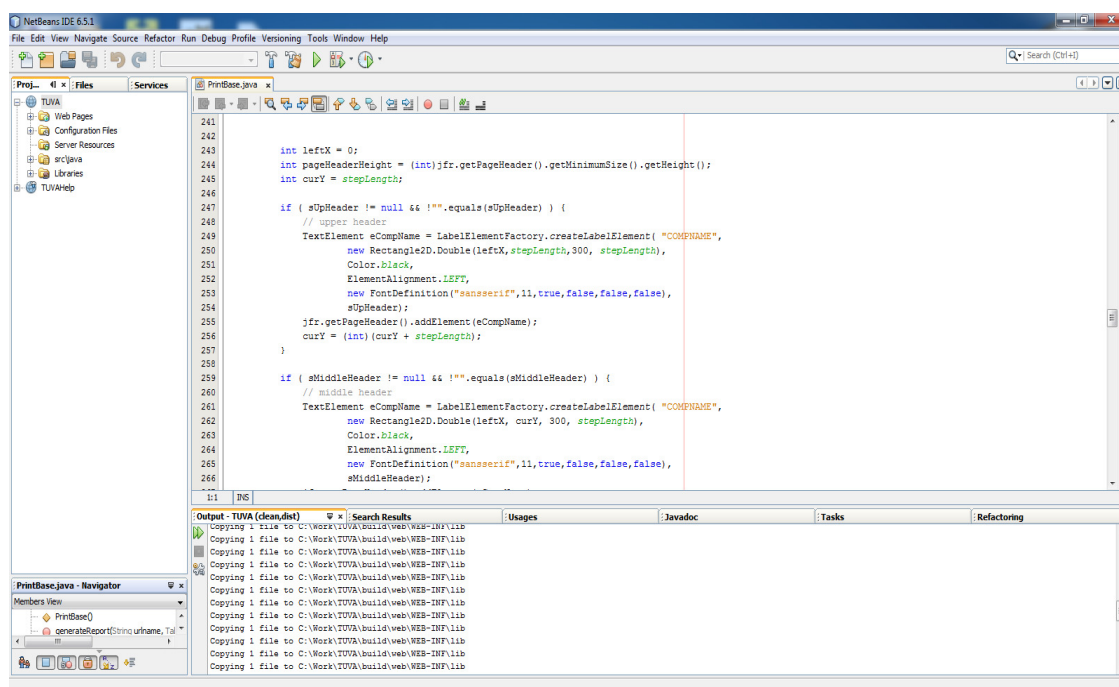 NetBeans IDE 6.5.1
File Edit View Navigate Source Refactor Run Debug Profile Versioning Tools Window Help
Search (Ctrl+I)
Proj... Files Services
TUVA
Web Pages
Configuration Files
Server Resources
src\java
Libraries
TUVAHelp
PrintBase.java
241
242
243 int leftX = 0;
244 int pageHeaderHeight = (int)jfr.getPageHeader().getMinimumSize().getHeight();
245 int curY = stepLength;
246
247 if ( sUpHeader != null && !"".equals(sUpHeader) ) {
248 // upper header
249 TextElement eCompName = LabelElementFactory.createLabelElement( "COMPNAME",
250 new Rectangle2D.Double(leftX,stepLength,300, stepLength),
251 Color.black,
252 ElementAlignment.LEFT,
253 new FontDefinition("sansserif",11,true,false,false,false),
254 sUpHeader);
255 jfr.getPageHeader().addElement(eCompName);
256 curY = (int)(curY + stepLength);
257 }
258
259 if ( sMiddleHeader != null && !"".equals(sMiddleHeader) ) {
260 // middle header
261 TextElement eCompName = LabelElementFactory.createLabelElement( "COMPNAME",
262 new Rectangle2D.Double(leftX, curY, 300, stepLength),
263 Color.black,
264 ElementAlignment.LEFT,
265 new FontDefinition("sansserif",11,true,false,false,false),
266 sMiddleHeader);
1:1 INS
Output - TUVA (clean,dist) Search Results Usages Javadoc Tasks Refactoring
Copying 1 file to C:\Work\TUVA\build\web\WEB-INF\lib
Copying 1 file to C:\Work\TUVA\build\web\WEB-INF\lib
Copying 1 file to C:\Work\TUVA\build\web\WEB-INF\lib
Copying 1 file to C:\Work\TUVA\build\web\WEB-INF\lib
Copying 1 file to C:\Work\TUVA\build\web\WEB-INF\lib
Copying 1 file to C:\Work\TUVA\build\web\WEB-INF\lib
Copying 1 file to C:\Work\TUVA\build\web\WEB-INF\lib
Copying 1 file to C:\Work\TUVA\build\web\WEB-INF\lib
Copying 1 file to C:\Work\TUVA\build\web\WEB-INF\lib
Copying 1 file to C:\Work\TUVA\build\web\WEB-INF\lib
Copying 1 file to C:\Work\TUVA\build\web\WEB-INF\lib
Copying 1 file to C:\Work\TUVA\build\web\WEB-INF\lib
PrintBase.java - Navigator
Members View
PrintBase()
generateReport(String urlname, Tal